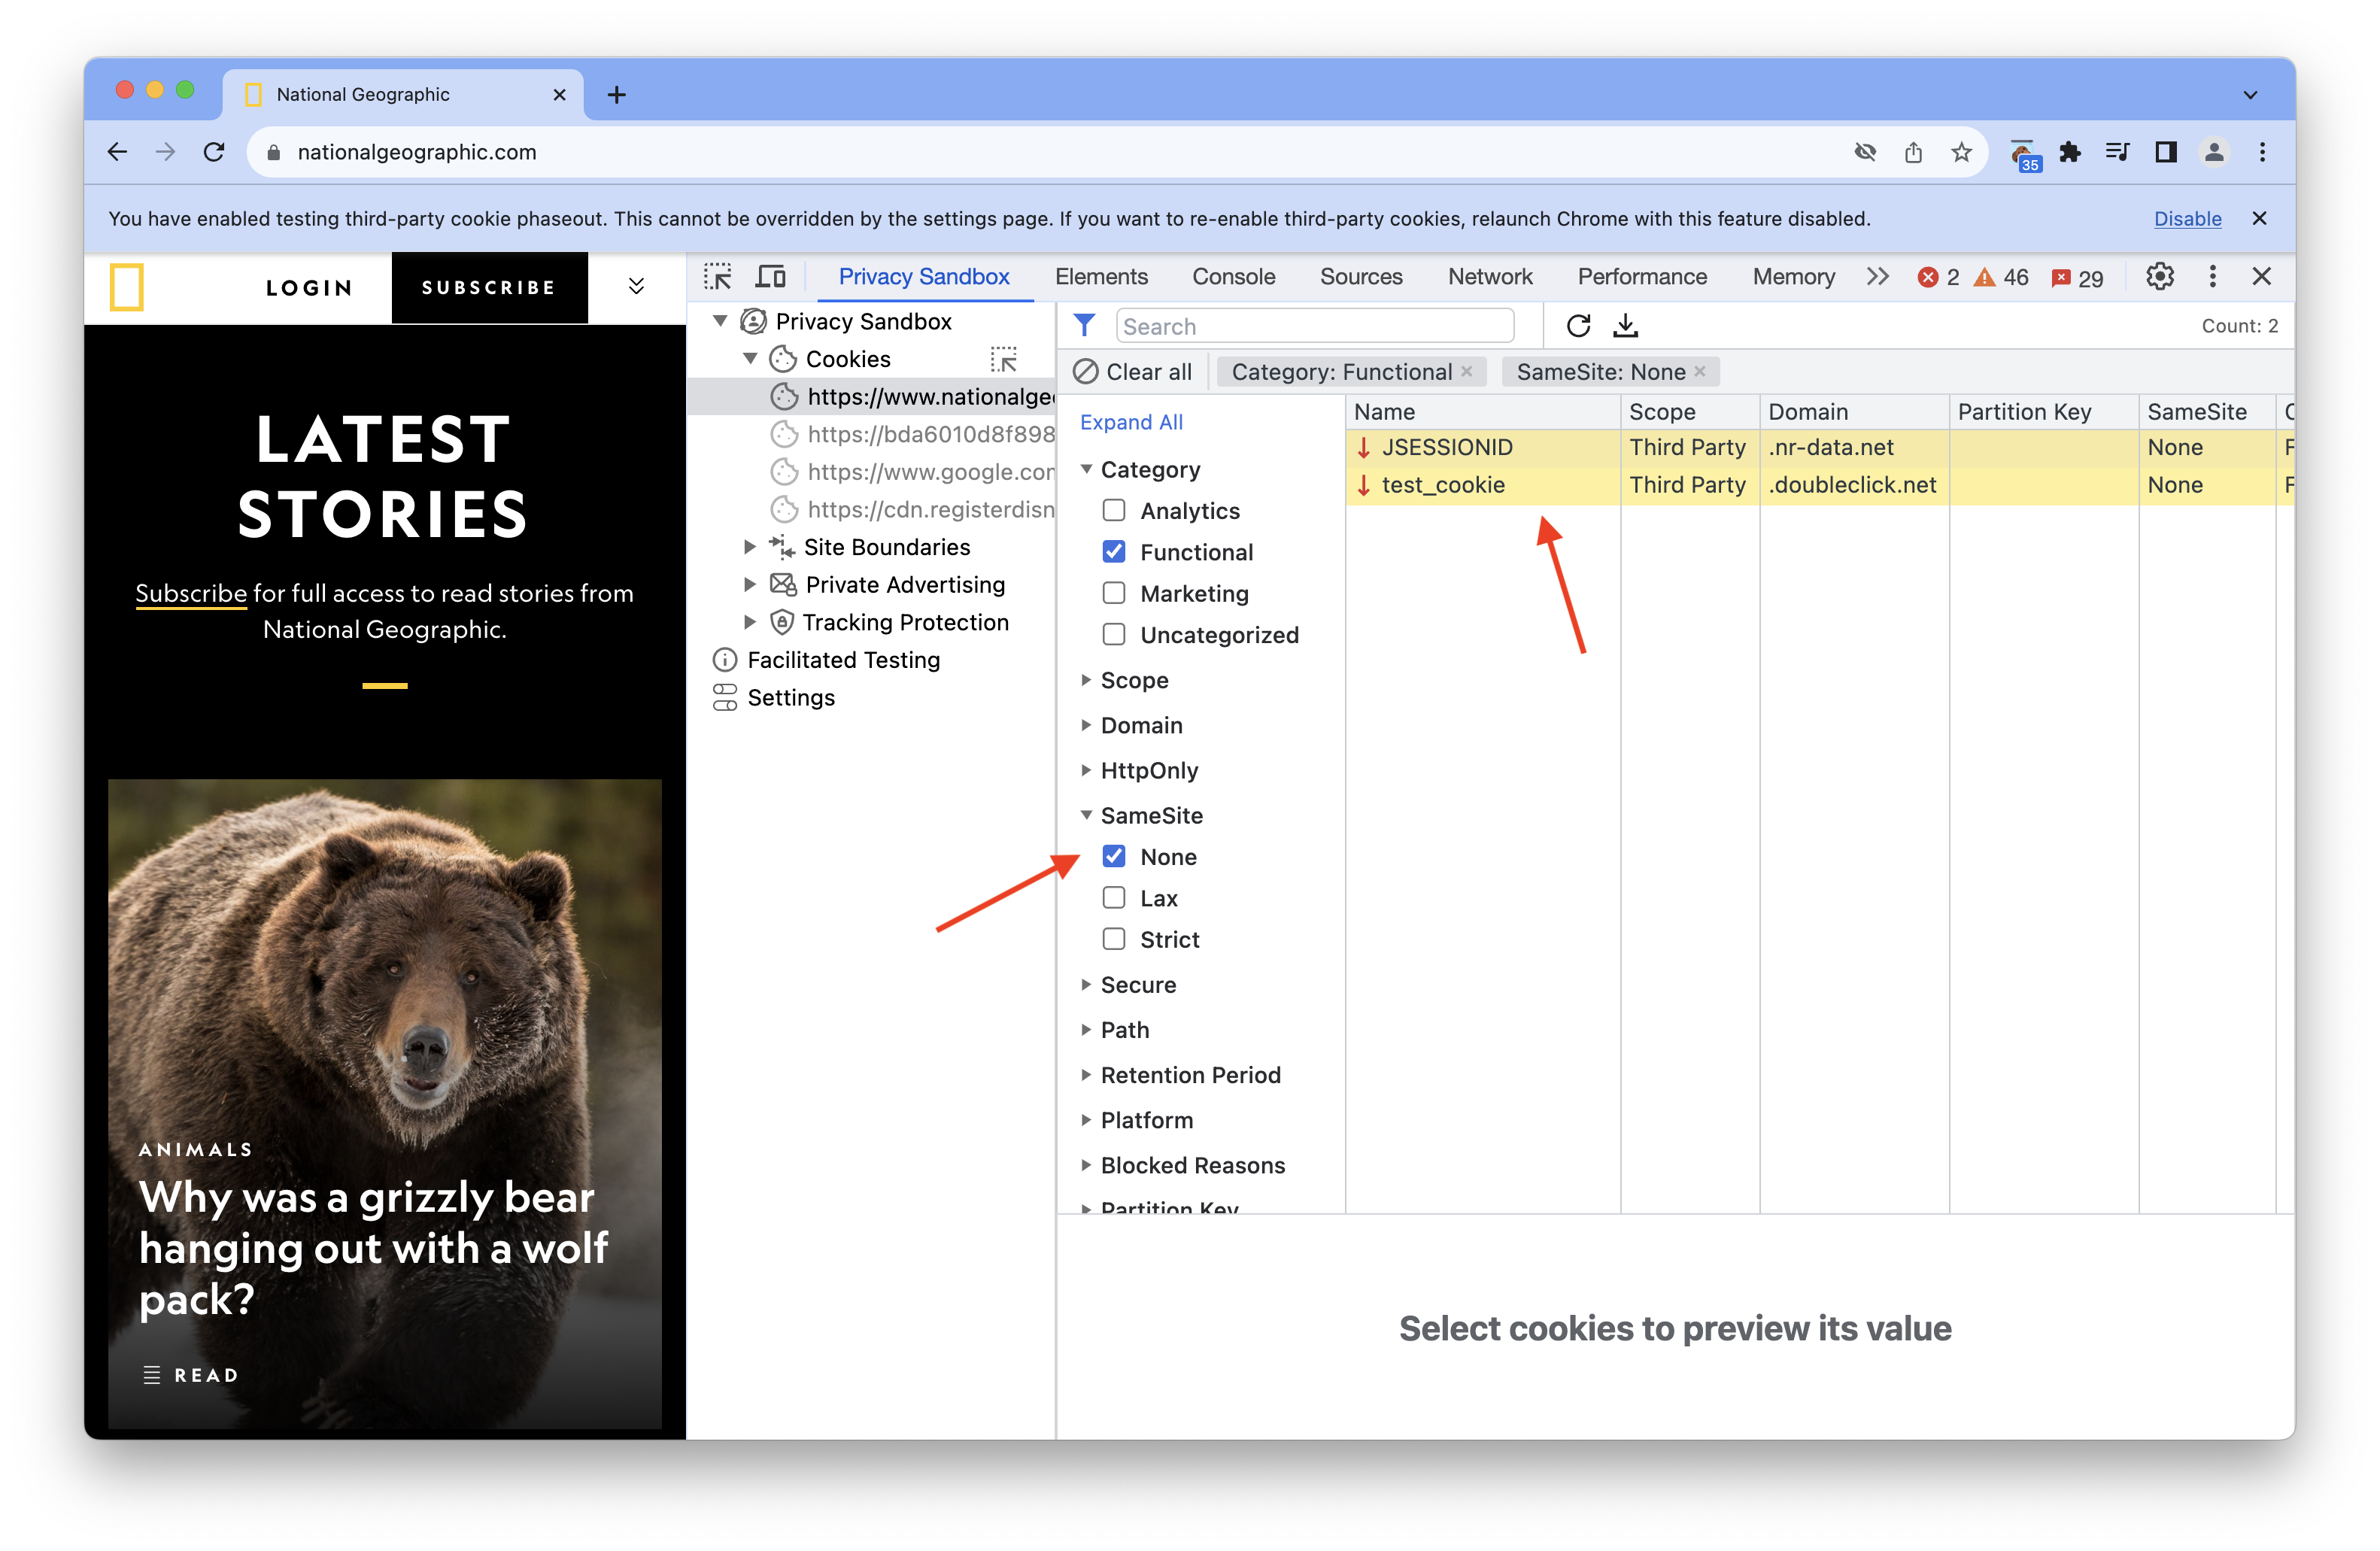 National Geographic
nationalgeographic.com
35
You have enabled testing third-party cookie phaseout. This cannot be overridden by the settings page. If you want to re-enable third-party cookies, relaunch Chrome with this feature disabled. Disable
LOGIN SUBSCRIBE
LATEST
STORIES
Subscribe for full access to read stories from
National Geographic.
ANIMALS
Why was a grizzly bear
hanging out with a wolf
pack?
READ
Privacy Sandbox Elements Console Sources Network Performance Memory 2 46 29
Privacy Sandbox
Cookies
https://www.nationalgeo
https://bda6010d8f898
https://www.google.con
https://cdn.registerdisn
Site Boundaries
Private Advertising
Tracking Protection
Facilitated Testing
Settings
Search Count: 2
Clear all Category: Functional SameSite: None
Expand All
Category
Analytics
Functional
Marketing
Uncategorized
Scope
Domain
HttpOnly
SameSite
None
Lax
Strict
Secure
Path
Retention Period
Platform
Blocked Reasons
Partition Key
Name Scope Domain Partition Key SameSite
JSESSIONID Third Party .nr-data.net None
test_cookie Third Party .doubleclick.net None
Select cookies to preview its value